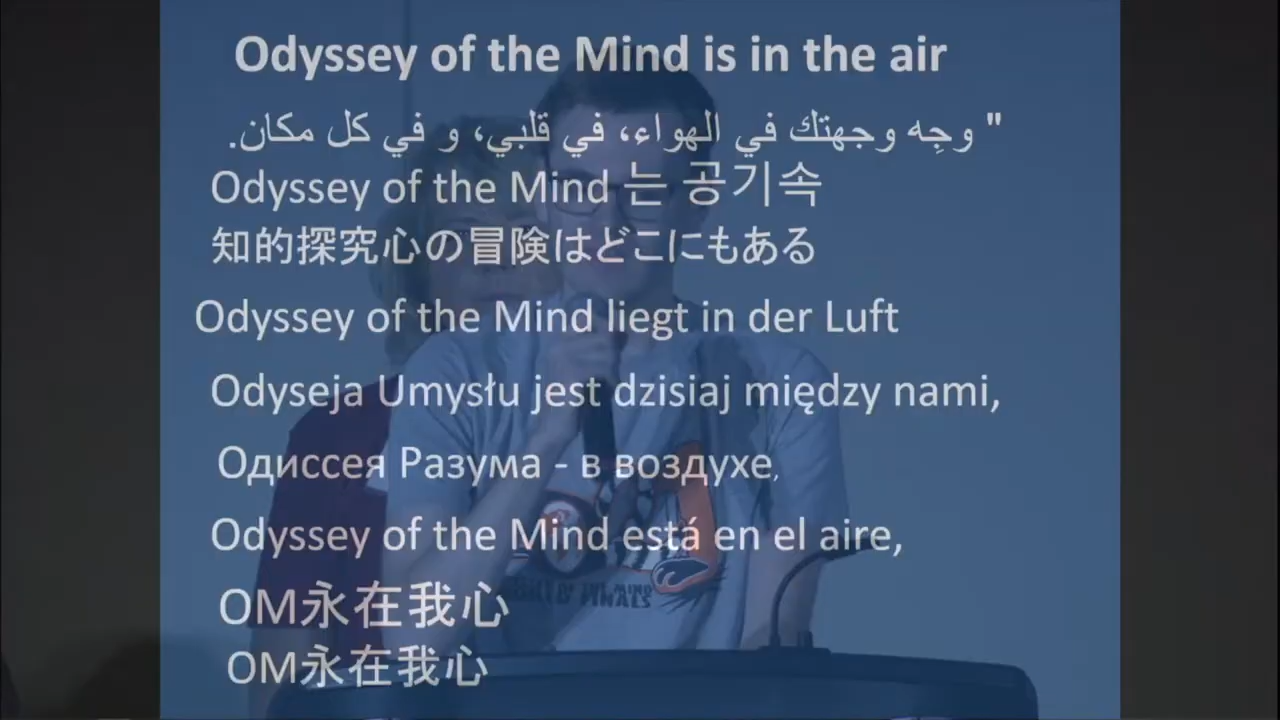 Odyssey of the Mind is in the air
" وجِه وجهتك في الهواء، في قلبي، و في كل مكان.
Odyssey of the Mind 는 공기속
知的探究心の冒険はどこにもある
Odyssey of the Mind liegt in der Luft
Odyseja Umysłu jest dzisiaj między nami,
Одиссея Разума - в воздухе,
Odyssey of the Mind está en el aire,
OF THE MIND
FINALS
OM永在我心
OM永在我心